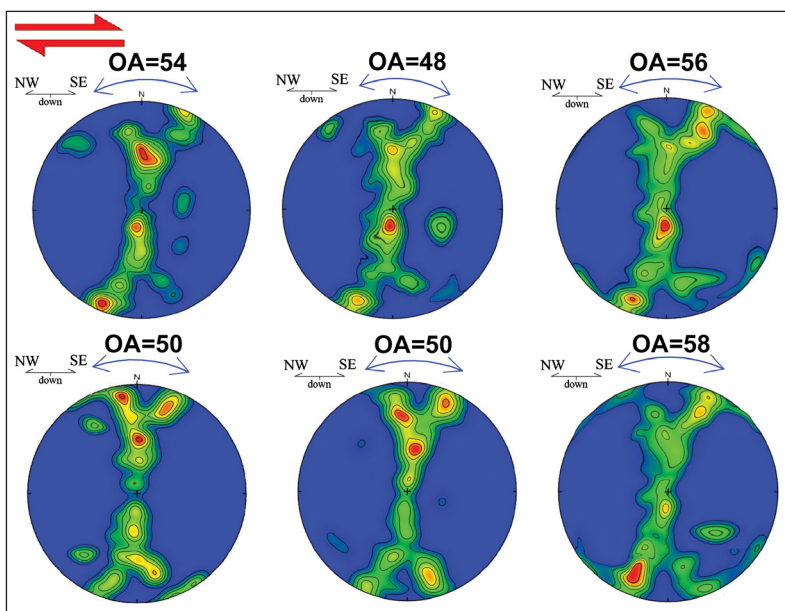 OA=54 OA=48 OA=56
NW SE NW SE NW SE
down down down
N N N
OA=50 OA=50 OA=58
NW SE NW SE NW SE
down down down
N N N